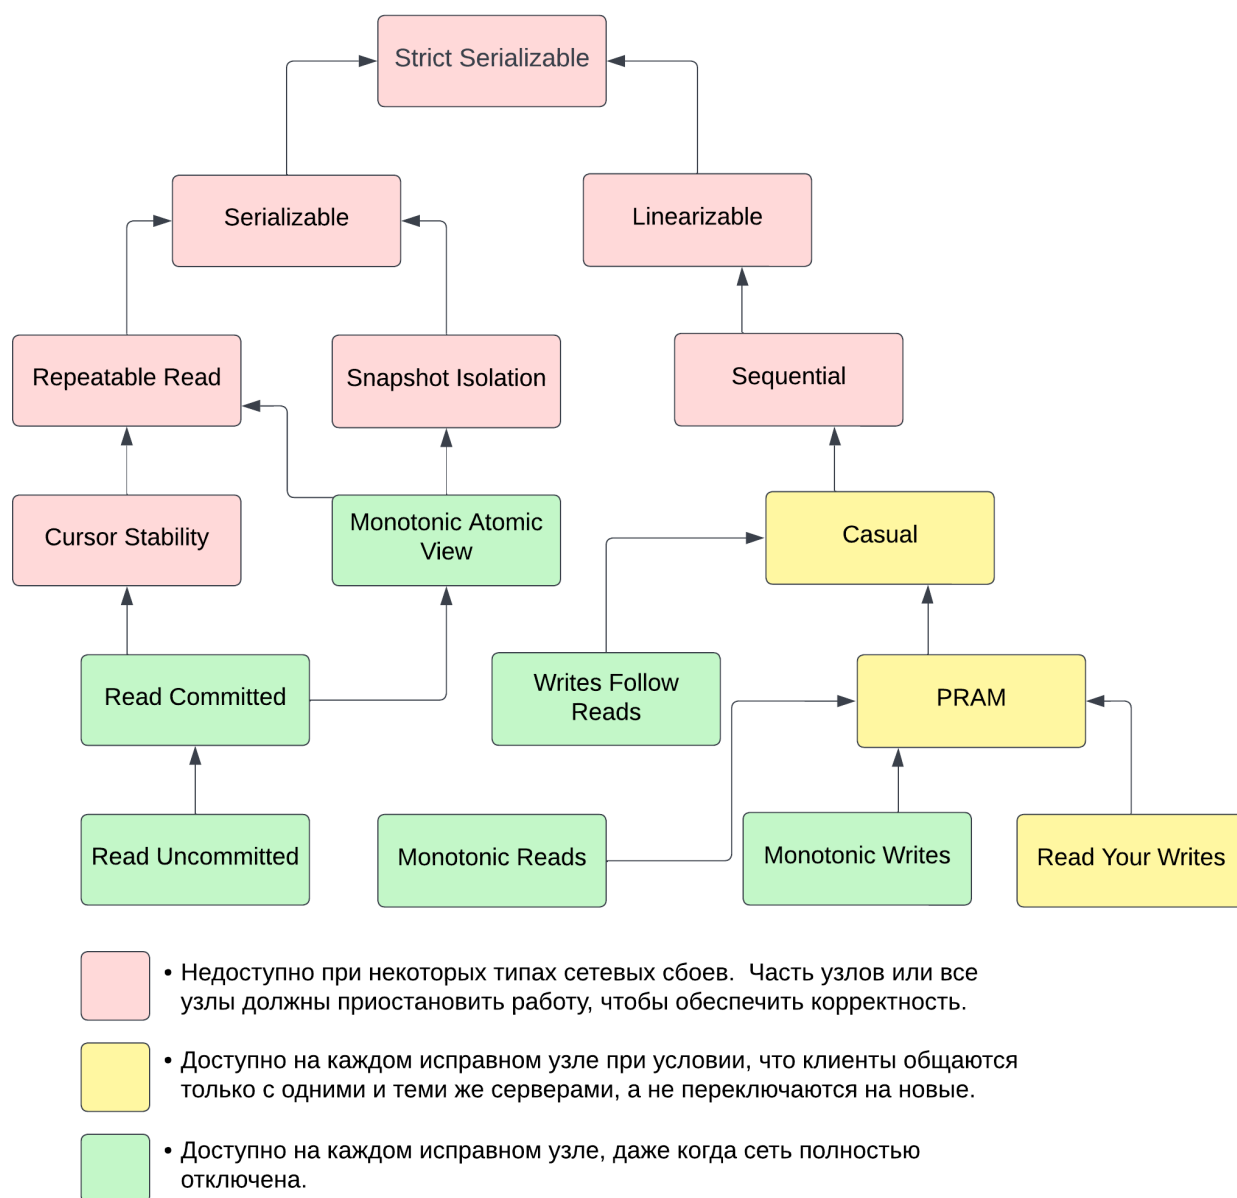 Strict Serializable
Serializable
Linearizable
Repeatable Read
Snapshot Isolation
Sequential
Cursor Stability
Monotonic Atomic
View
Casual
Read Committed
Writes Follow
Reads
PRAM
Read Uncommitted
Monotonic Reads
Monotonic Writes
Read Your Writes
• Недоступно при некоторых типах сетевых сбоев.  Часть узлов или все
узлы должны приостановить работу, чтобы обеспечить корректность.
• Доступно на каждом исправном узле при условии, что клиенты общаются
только с одними и теми же серверами, а не переключаются на новые.
• Доступно на каждом исправном узле, даже когда сеть полностью
отключена.